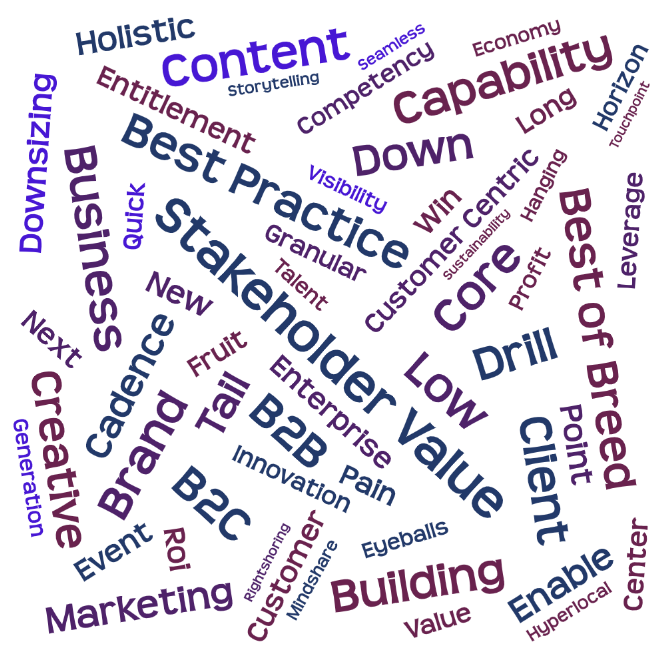 Holistic
Content
Seamless
Economy
Storytelling
Competency
Capability
Horizon
Touchpoint
Entitlement
Long
Downsizing
Best Practice
Down
Business
Quick
Visibility
Win
Customer Centric
Hanging
Sustainability
Leverage
Stakeholder Value
Granular
Talent
Core
Profit
Best of Breed
New
Next
Cadence
Fruit
Enterprise
Low
Drill
Creative
Generation
Brand
Tail
B2B
Innovation
Pain
Client
Point
B2C
Event
Roi
Rightshoring
Customer
Mindshare
Eyeballs
Marketing
Building
Value
Enable
Hyperlocal
Center